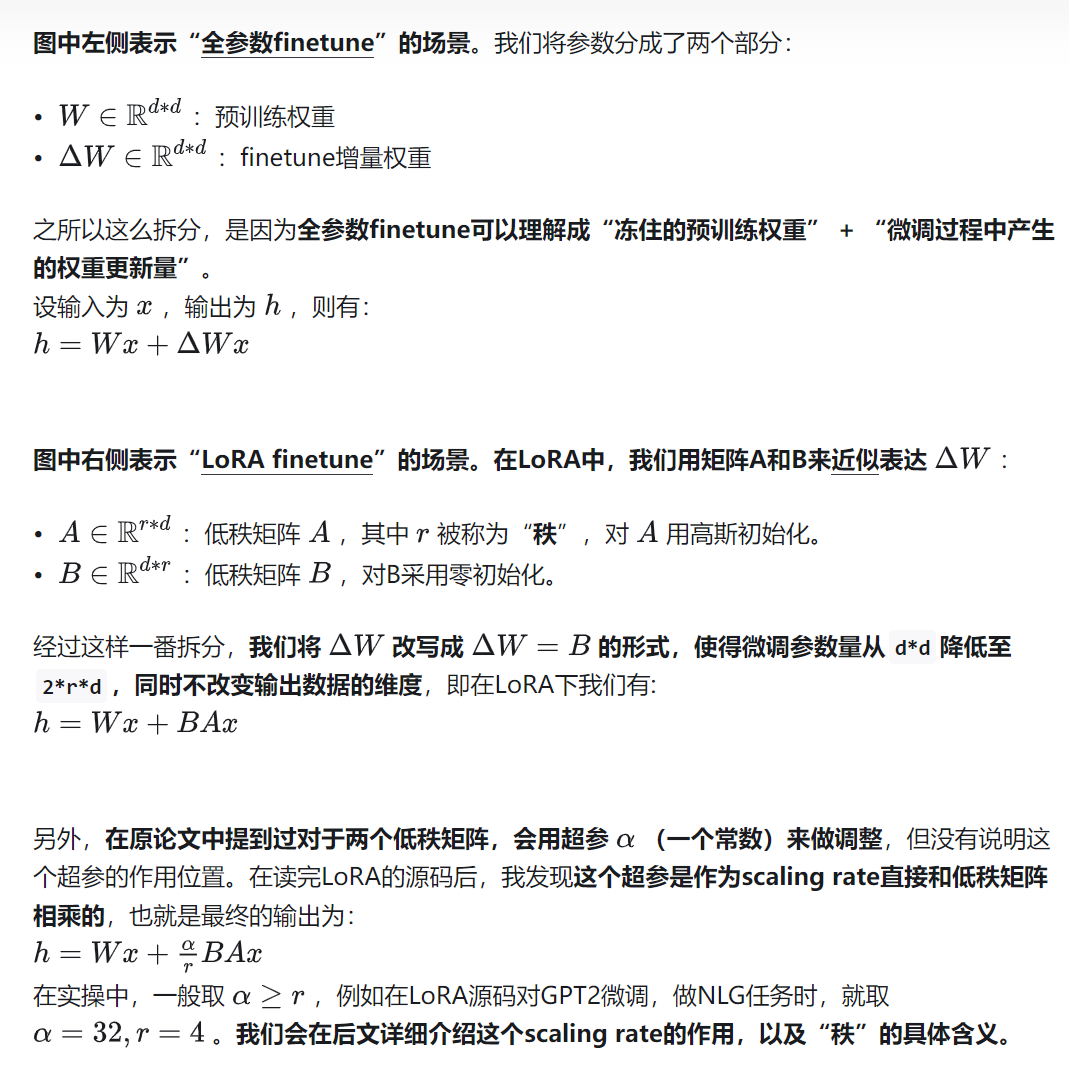 图中左侧表示“全参数finetune”的场景。我们将参数分成了两个部分：
• W ∈ ℝ^{d*d} ：预训练权重
• ΔW ∈ ℝ^{d*d} ：finetune增量权重
之所以这么拆分，是因为全参数finetune可以理解成“冻住的预训练权重” + “微调过程中产生
的权重更新量”。
设输入为 x ，输出为 h ，则有：
h = Wx + ΔWx
图中右侧表示“LoRA finetune”的场景。在LoRA中，我们用矩阵A和B来近似表达 ΔW ：
• A ∈ ℝ^{r*d} ：低秩矩阵 A ，其中 r 被称为“秩”，对 A 用高斯初始化。
• B ∈ ℝ^{d*r} ：低秩矩阵 B ，对B采用零初始化。
经过这样一番拆分，我们将 ΔW 改写成 ΔW = B 的形式，使得微调参数量从 d*d 降低至
2*r*d ，同时不改变输出数据的维度，即在LoRA下我们有:
h = Wx + BAx
另外，在原论文中提到过对于两个低秩矩阵，会用超参 α （一个常数）来做调整，但没有说明这
个超参的作用位置。在读完LoRA的源码后，我发现这个超参是作为scaling rate直接和低秩矩阵
相乘的，也就是最终的输出为：
h = Wx + \frac{α}{r}BAx
在实操中，一般取 α ≥ r ，例如在LoRA源码对GPT2微调，做NLG任务时，就取
α = 32, r = 4 。我们会在后文详细介绍这个scaling rate的作用，以及“秩”的具体含义。